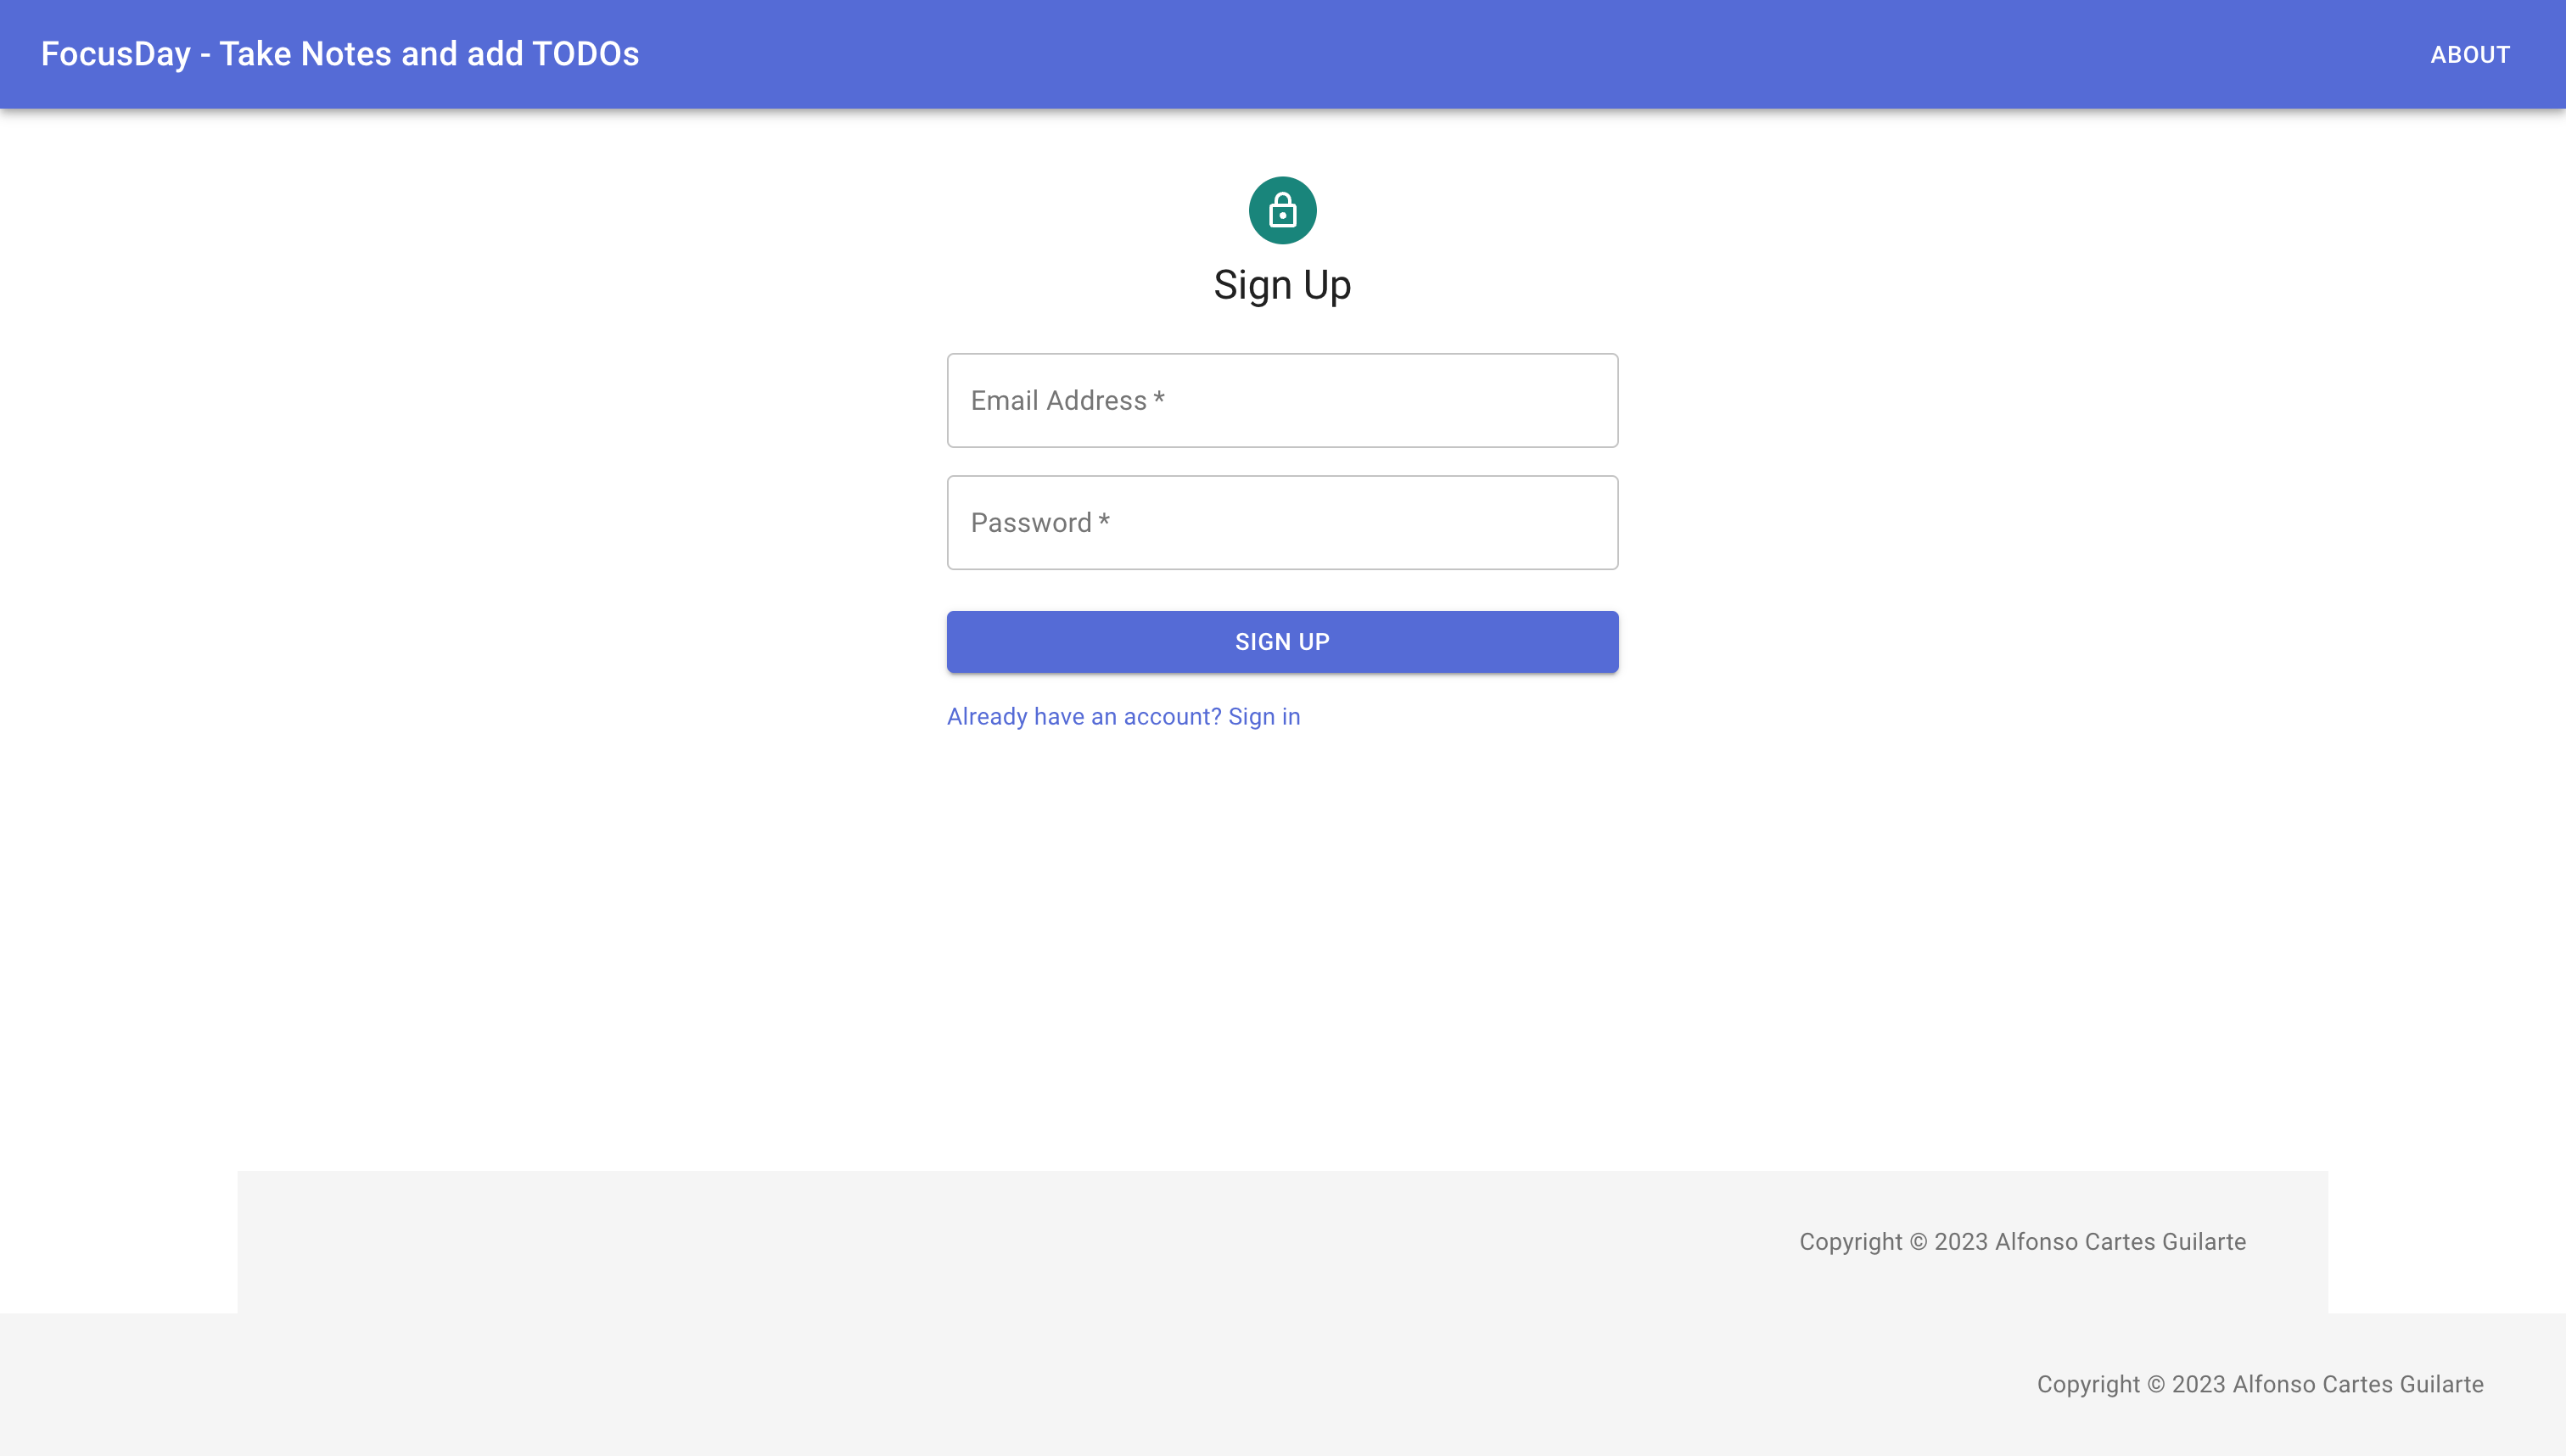 FocusDay - Take Notes and add TODOs
ABOUT
Sign Up
Email Address *
Password *
SIGN UP
Already have an account? Sign in
Copyright © 2023 Alfonso Cartes Guilarte
Copyright © 2023 Alfonso Cartes Guilarte